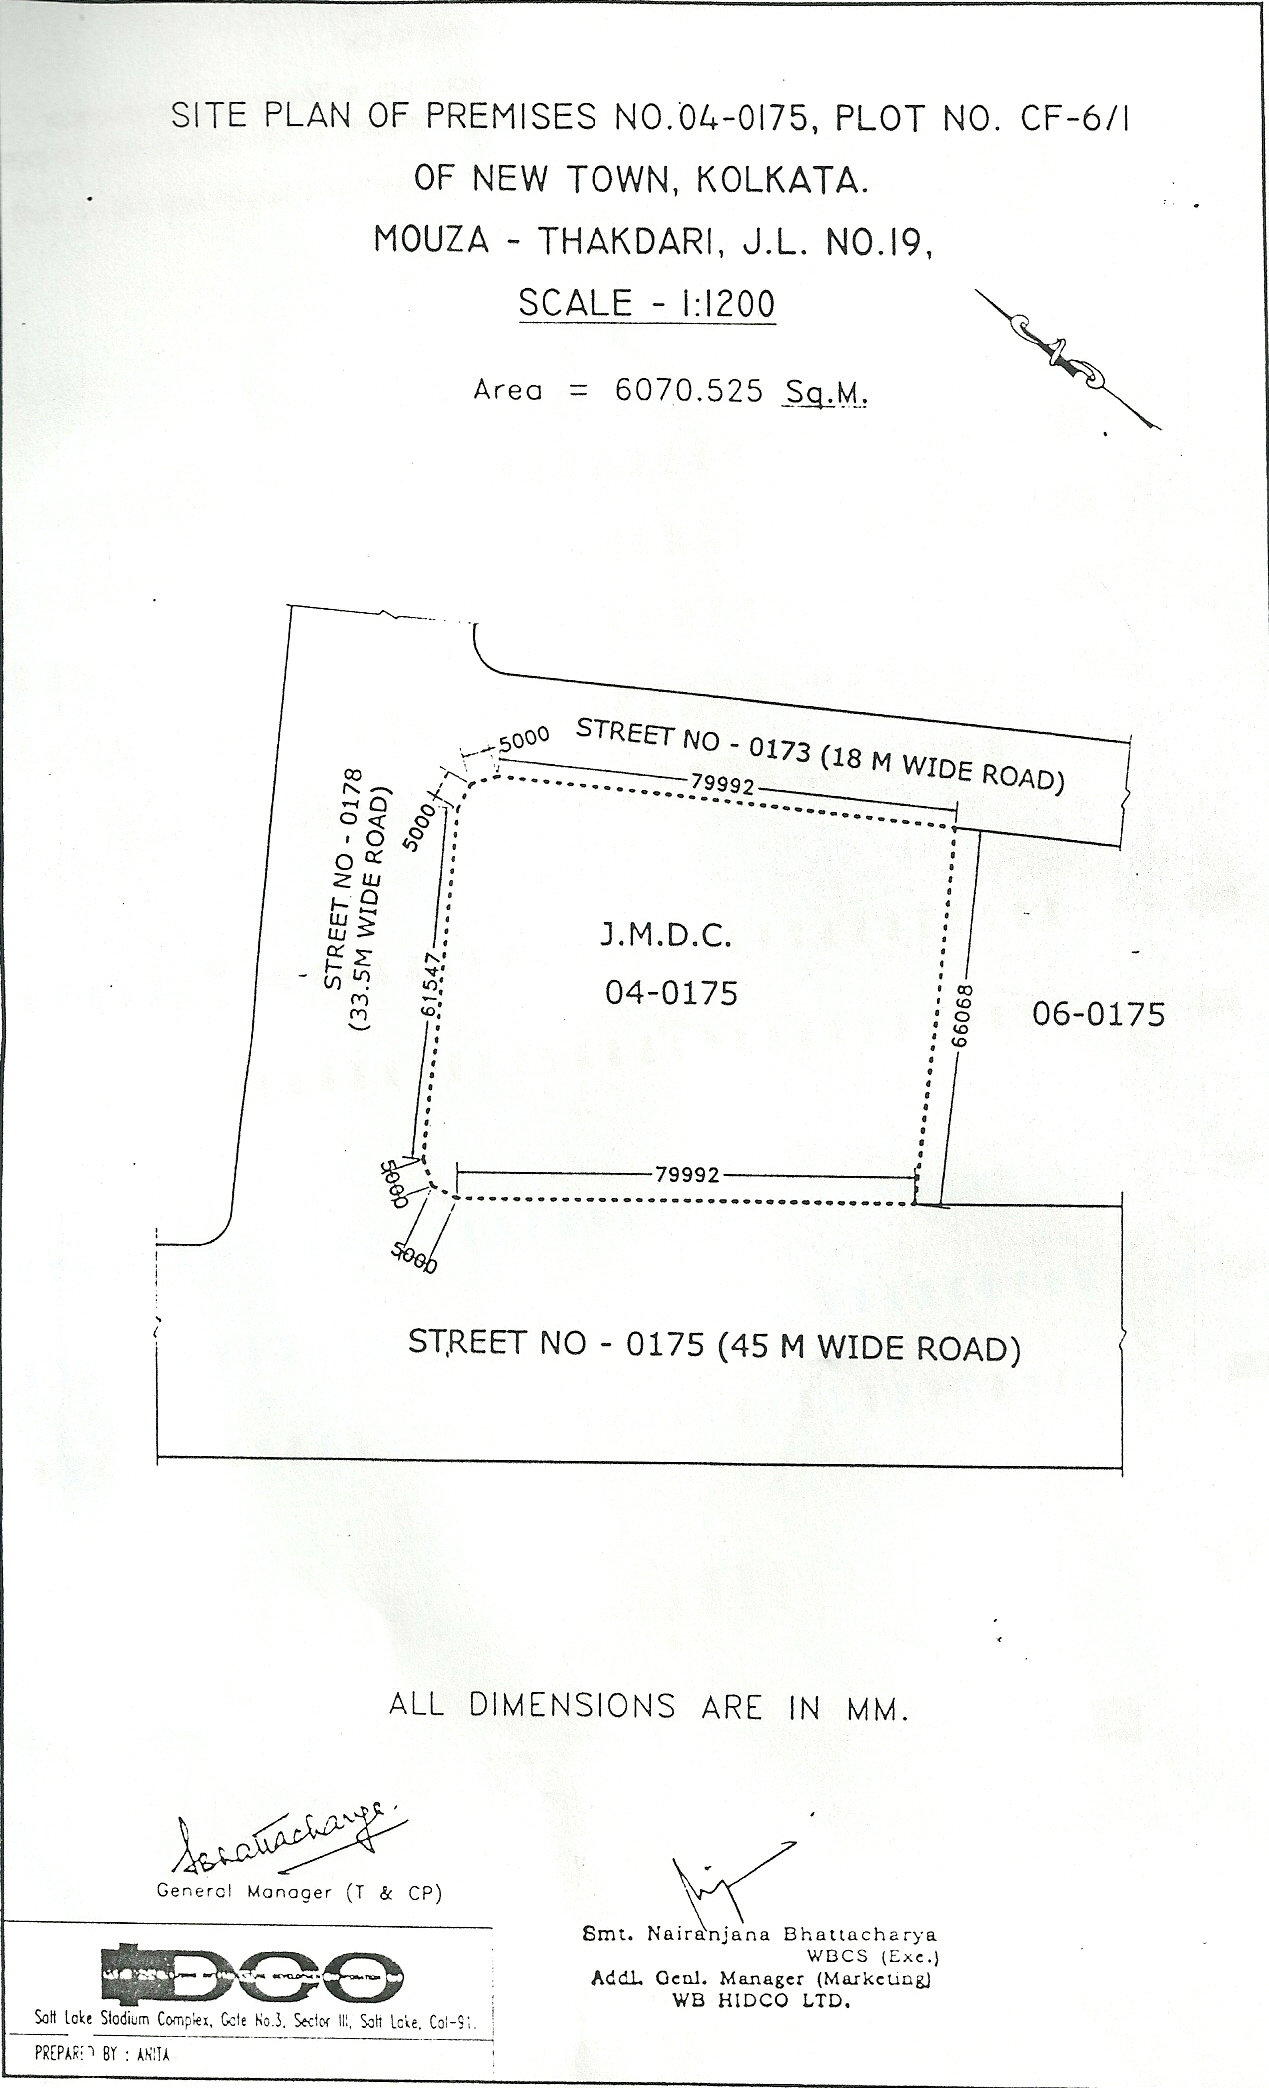 SITE PLAN OF PREMISES NO.04-0175, PLOT NO. CF-6/1
OF NEW TOWN, KOLKATA.
MOUZA - THAKDARI, J.L. NO.19,
SCALE - 1:1200
Area = 6070.525 Sq.M.
5000
STREET NO - 0173 (18 M WIDE ROAD)
79992
5000
STREET NO - 0178
(33.5M WIDE ROAD)
J.M.D.C.
04-0175
61547
66068
06-0175
5000
79992
5000
STREET NO - 0175 (45 M WIDE ROAD)
ALL DIMENSIONS ARE IN MM.
General Manager (T & CP)
Smt. Nairanjana Bhattacharya
WBCS (Exe.)
Addl. Genl. Manager (Marketing)
WB HIDCO LTD.
Salt Lake Stadium Complex, Gate No.3, Sector III, Salt Lake, Cal-91.
PREPARED BY : ANITA